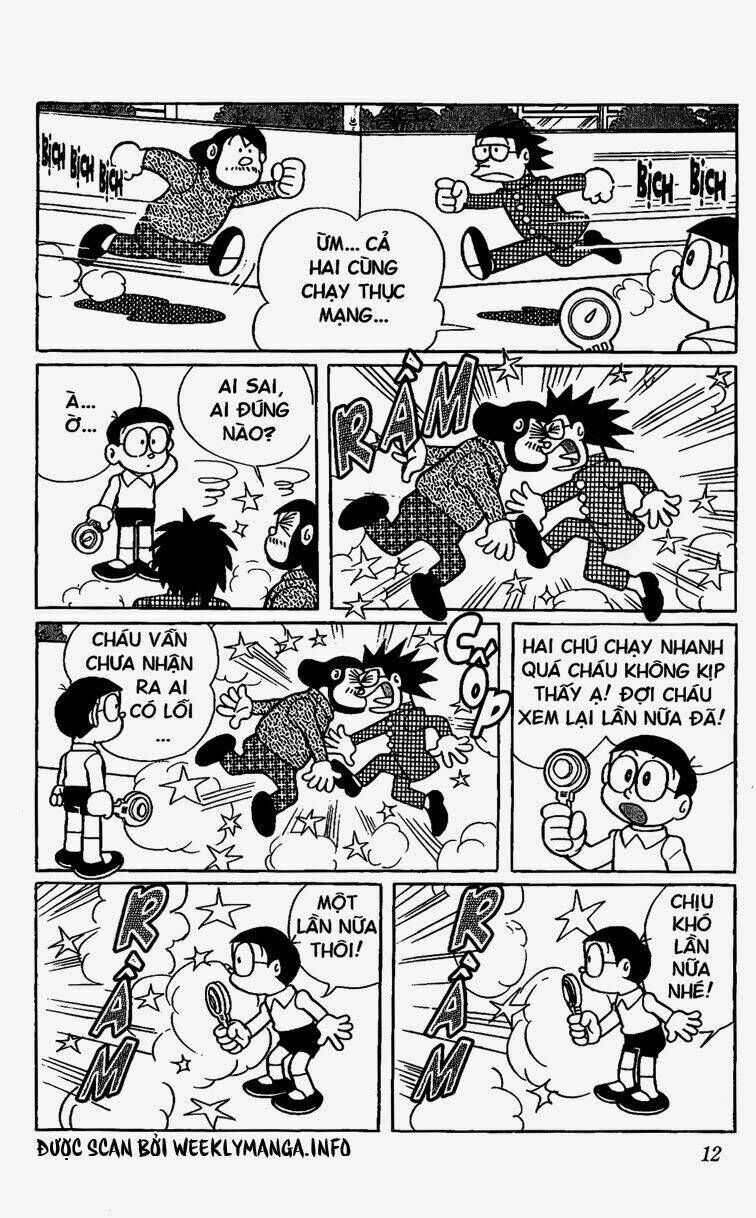 BỊCH
BỊCH
BỊCH
BỊCH
BỊCH
ỪM... CẢ
HAI CÙNG
CHẠY THỤC
MẠNG...
À...
Ờ...
AI SAI,
AI ĐÚNG
NÀO?
RẦM
CHÁU VẪN
CHƯA NHẬN
RA AI
CÓ LỖI
...
CỐP
HAI CHÚ CHẠY NHANH
QUÁ CHÁU KHÔNG KỊP
THẤY Ạ! ĐỢI CHÁU
XEM LẠI LẦN NỮA ĐÃ!
RẦM
MỘT
LẦN NỮA
THÔI!
RẦM
CHỊU
KHÓ
LẦN
NỮA
NHÉ!
ĐƯỢC SCAN BỞI WEEKLYMANGA.INFO
12